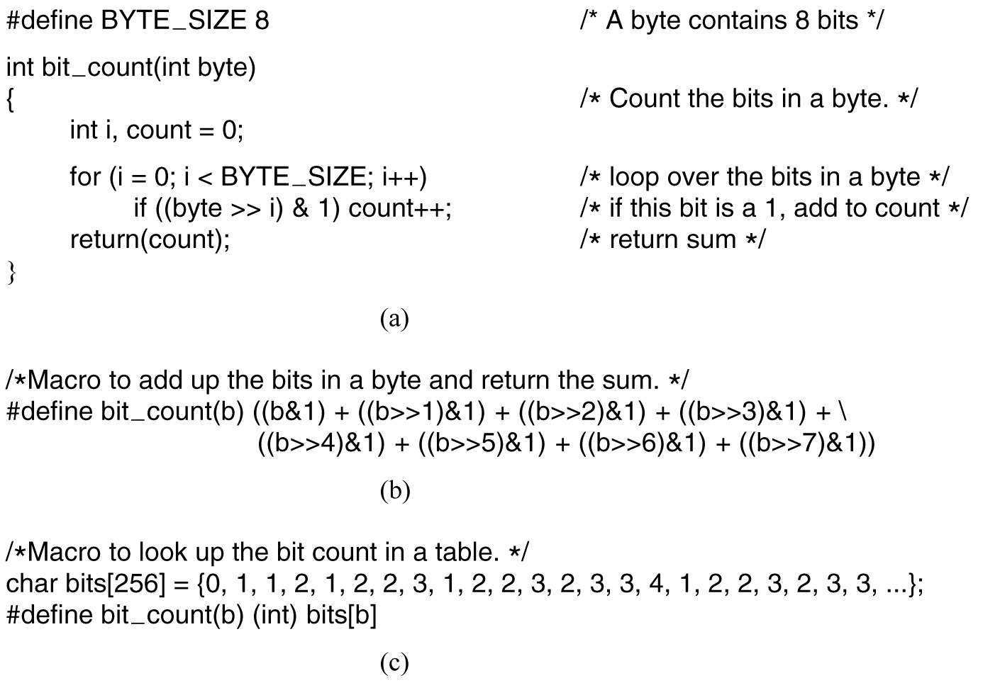 #define BYTE_SIZE 8 /* A byte contains 8 bits */
int bit_count(int byte)
{ /* Count the bits in a byte. */
int i, count = 0;
for (i = 0; i < BYTE_SIZE; i++) /* loop over the bits in a byte */
if ((byte >> i) & 1) count++; /* if this bit is a 1, add to count */
return(count); /* return sum */
}
(a)
/*Macro to add up the bits in a byte and return the sum. */
#define bit_count(b) ((b&1) + ((b>>1)&1) + ((b>>2)&1) + ((b>>3)&1) + \
((b>>4)&1) + ((b>>5)&1) + ((b>>6)&1) + ((b>>7)&1))
(b)
/*Macro to look up the bit count in a table. */
char bits[256] = {0, 1, 1, 2, 1, 2, 2, 3, 1, 2, 2, 3, 2, 3, 3, 4, 1, 2, 2, 3, 2, 3, 3, ...};
#define bit_count(b) (int) bits[b]
(c)